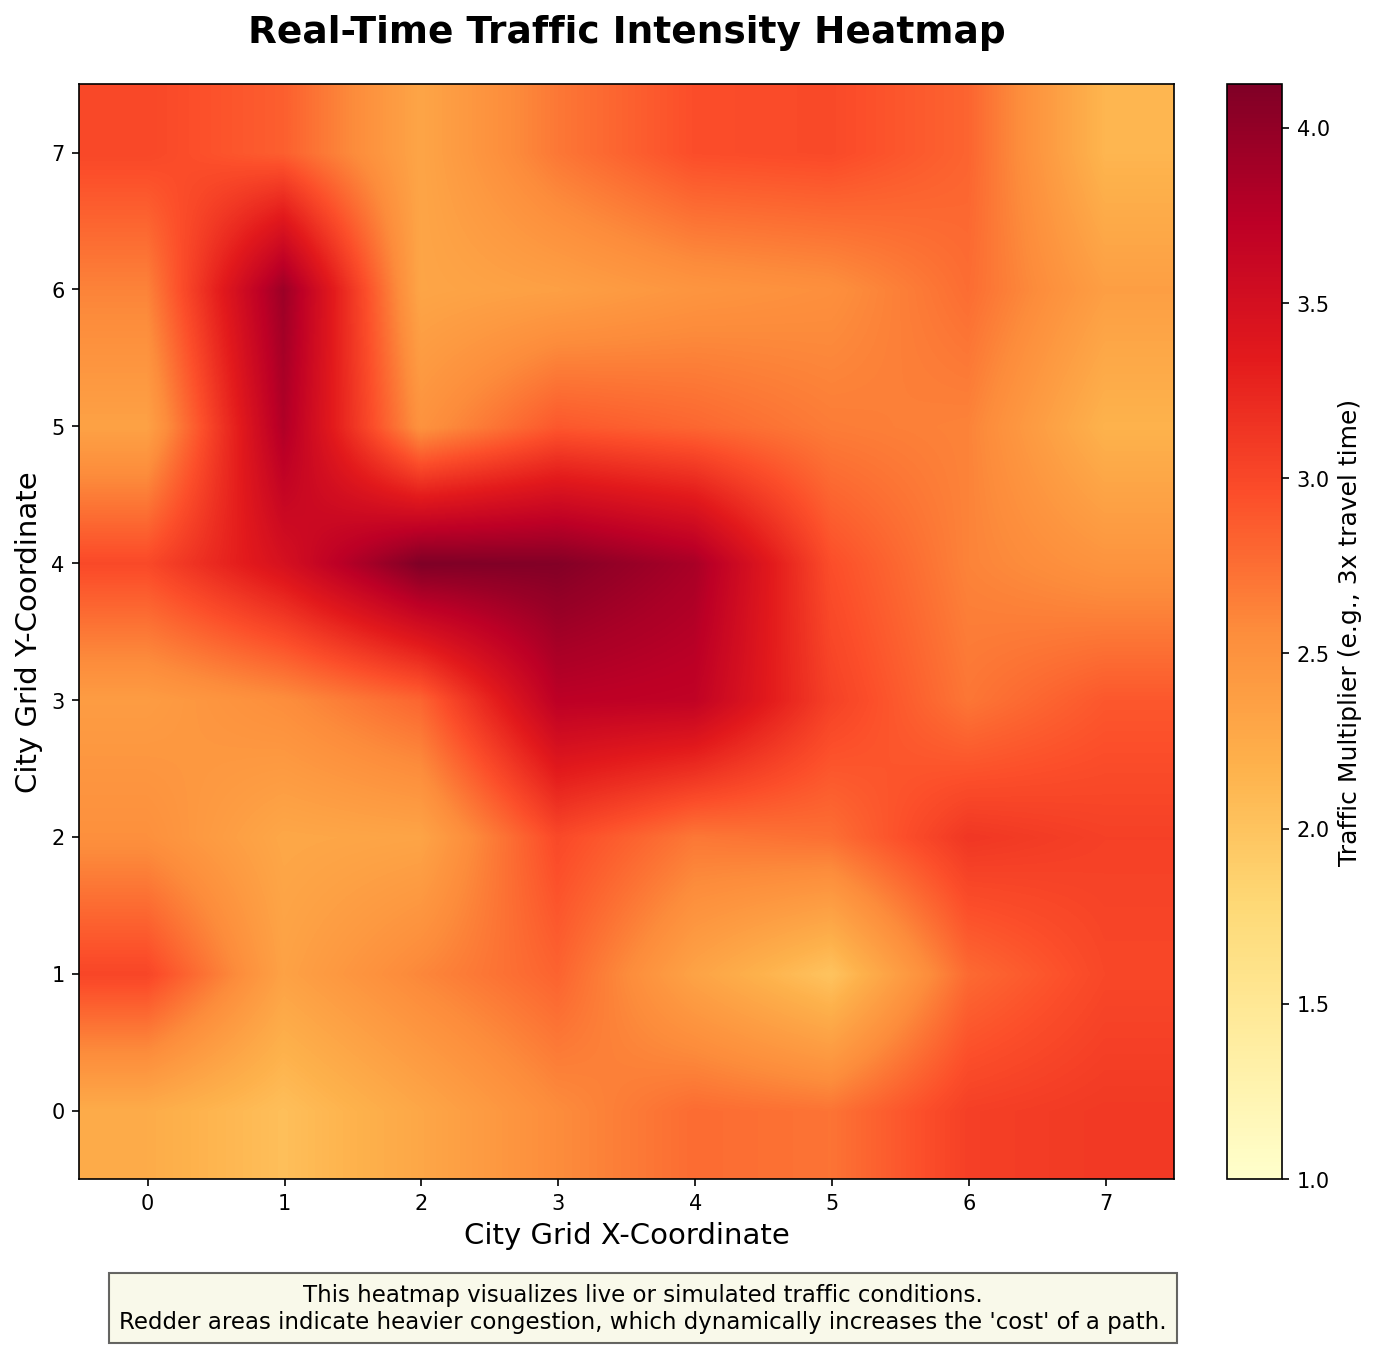 Real-Time Traffic Intensity Heatmap
City Grid Y-Coordinate
7
6
5
4
3
2
1
0
0 1 2 3 4 5 6 7
City Grid X-Coordinate
4.0
3.5
3.0
2.5
2.0
1.5
1.0
Traffic Multiplier (e.g., 3x travel time)
This heatmap visualizes live or simulated traffic conditions.
Redder areas indicate heavier congestion, which dynamically increases the 'cost' of a path.